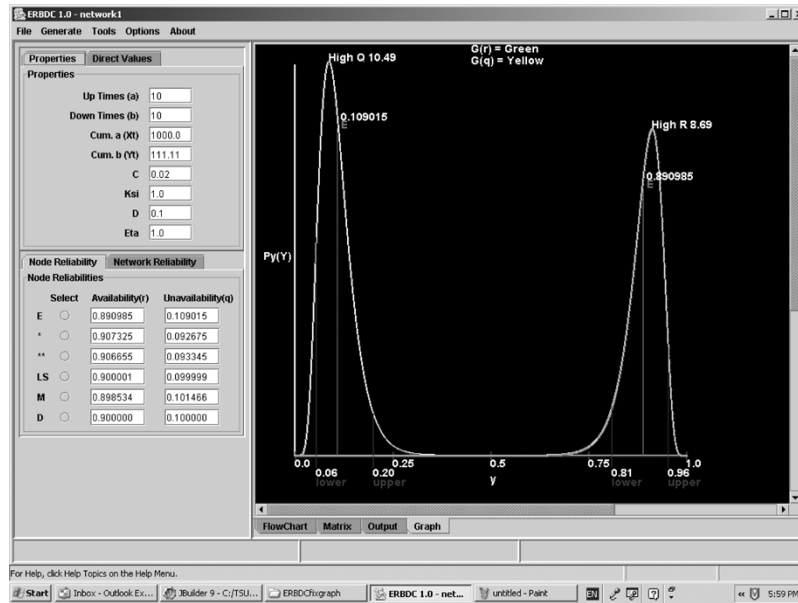 ERBDC 1.0 - network1
File Generate Tools Options About
Properties Direct Values
Properties
Up Times (a) 10
Down Times (b) 10
Cum. a (Xt) 1000.0
Cum. b (Yt) 111.11
C 0.02
Ksi 1.0
D 0.1
Eta 1.0
Node Reliability Network Reliability
Node Reliabilities
Select Availability(r) Unavailability(q)
E 0.890985 0.109015
* 0.907325 0.092675
** 0.906655 0.093345
LS 0.900001 0.099999
M 0.898534 0.101466
D 0.900000 0.100000
G(r) = Green
G(q) = Yellow
High Q 10.49
0.109015
E
High R 8.69
0.890985
E
Py(Y)
0.0 0.25 0.5 0.75 1.0
0.06 0.20 y 0.81 0.96
lower upper lower upper
FlowChart Matrix Output Graph
For Help, click Help Topics on the Help Menu.
Start Inbox - Outlook Ex... JBuilder 9 - C:/TSU... ERBDCfixgraph ERBDC 1.0 - net... untitled - Paint EN « 5:59 PM